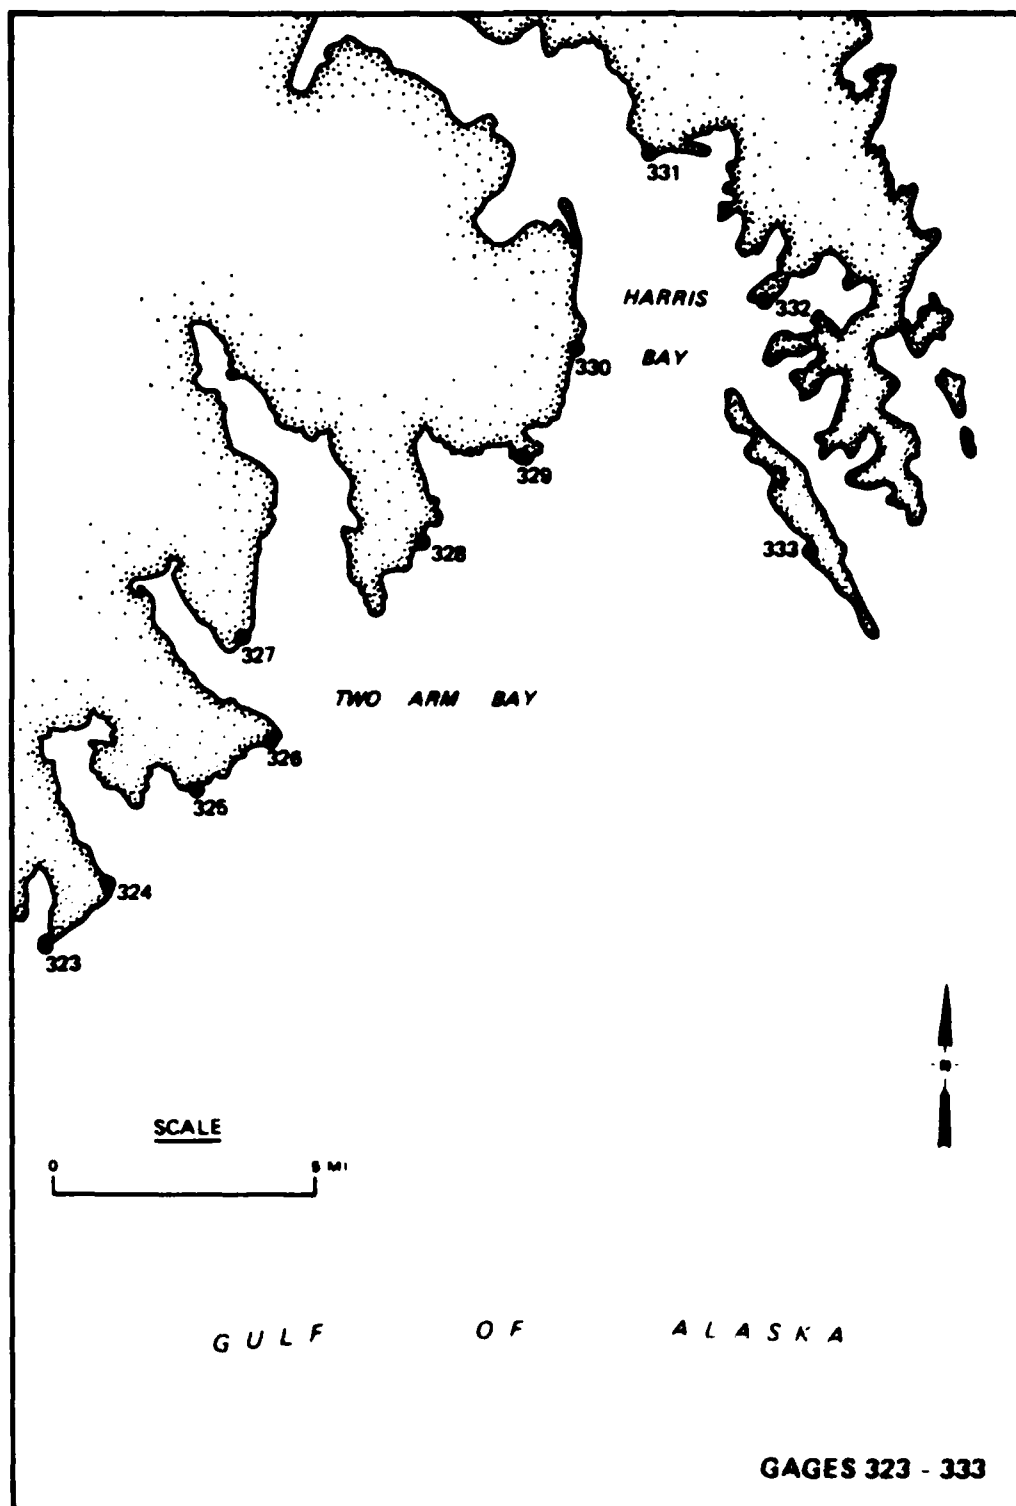 331
HARRIS
332
BAY
330
329
328
333
327
TWO ARM BAY
326
325
324
323
N
SCALE
0 5 MI
GULF OF ALASKA
GAGES 323 - 333